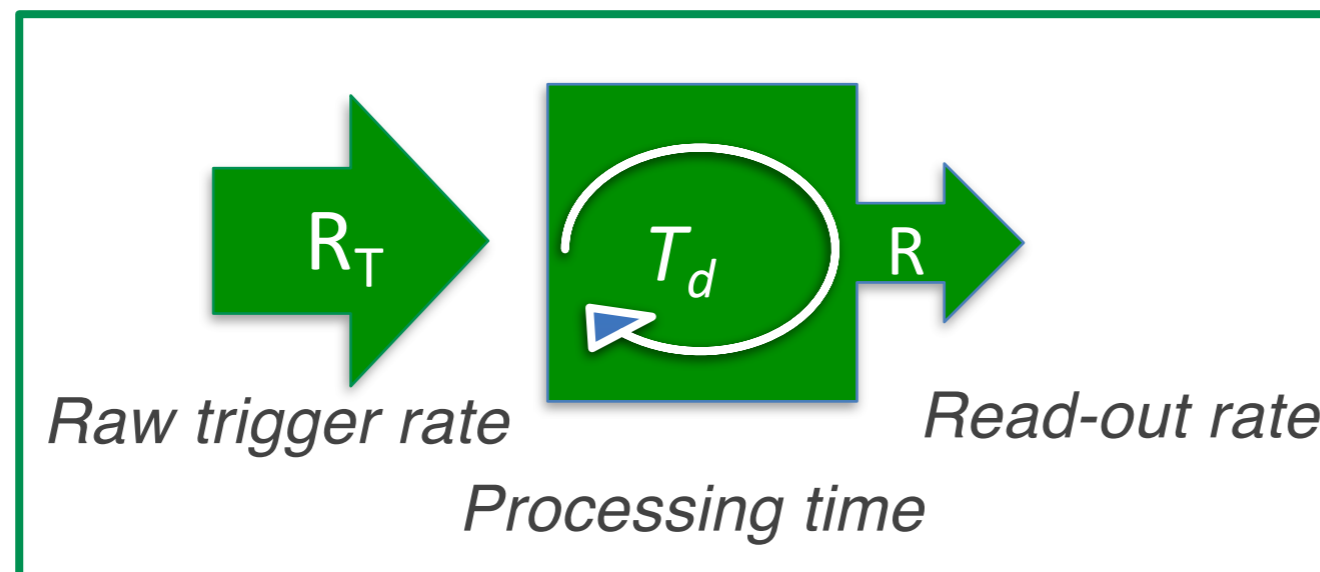 R_T
T_d
R
Raw trigger rate
Read-out rate
Processing time